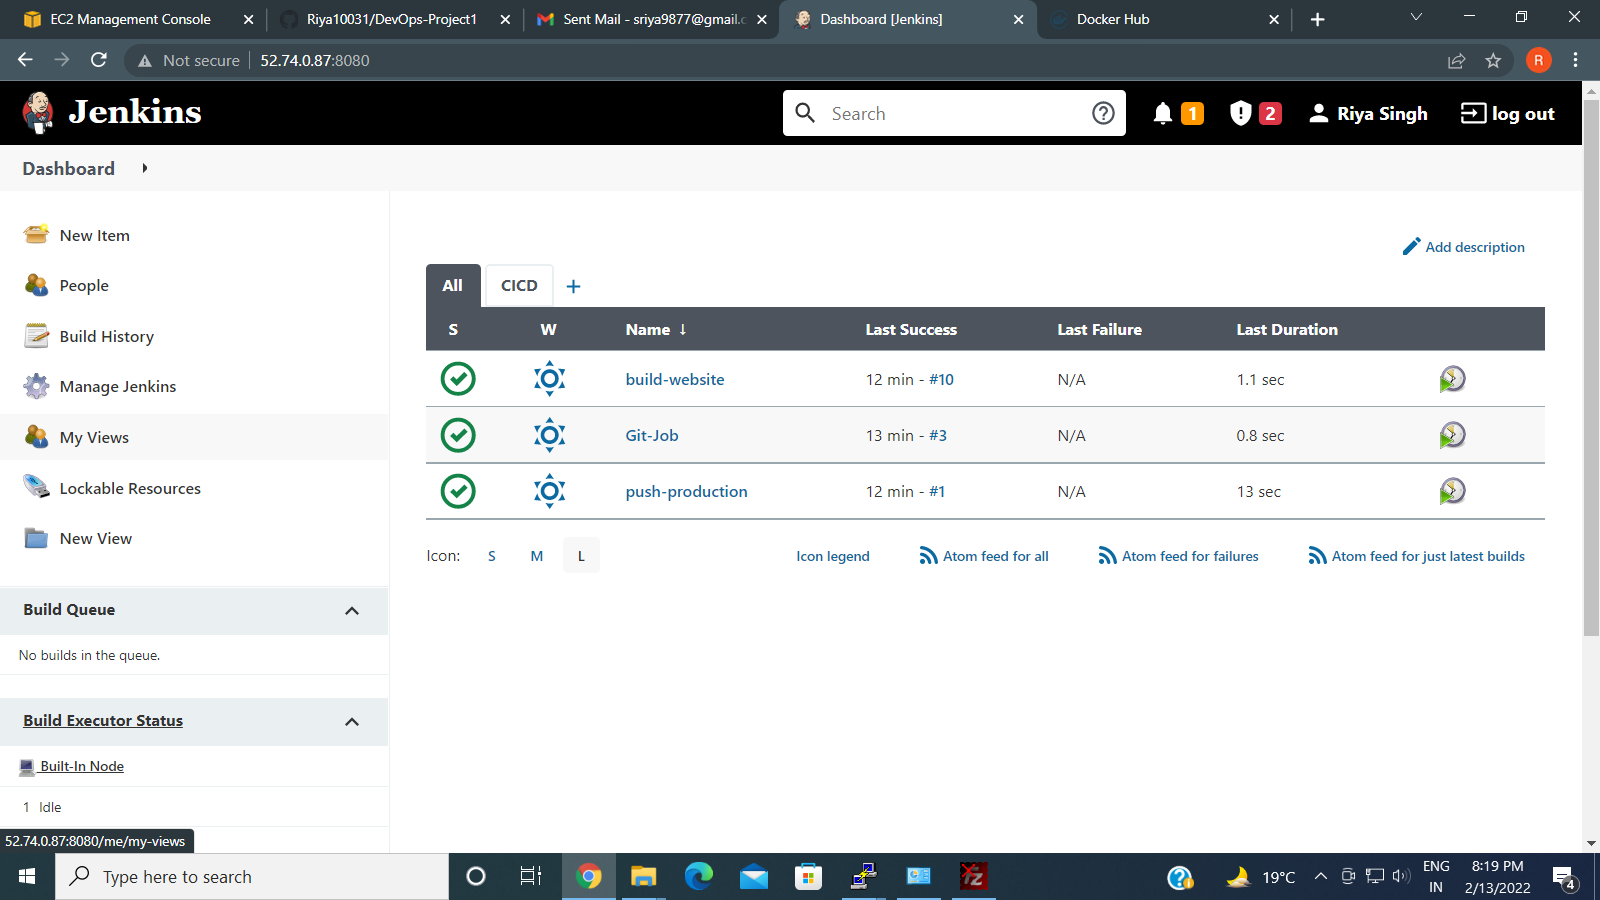 EC2 Management Console
Riya10031/DevOps-Project1
Sent Mail - sriya9877@gmail.c
Dashboard [Jenkins]
Docker Hub
Not secure
52.74.0.87:8080
R
Jenkins
Search
1
2
Riya Singh
log out
Dashboard
New Item
People
Build History
Manage Jenkins
My Views
Lockable Resources
New View
Build Queue
No builds in the queue.
Build Executor Status
Built-In Node
1 Idle
52.74.0.87:8080/me/my-views
Add description
All
CICD
+
S W Name ↓ Last Success Last Failure Last Duration
build-website 12 min - #10 N/A 1.1 sec
Git-Job 13 min - #3 N/A 0.8 sec
push-production 12 min - #1 N/A 13 sec
Icon: S M L
Icon legend
Atom feed for all
Atom feed for failures
Atom feed for just latest builds
Type here to search
19°C
ENG
IN
8:19 PM
2/13/2022
4